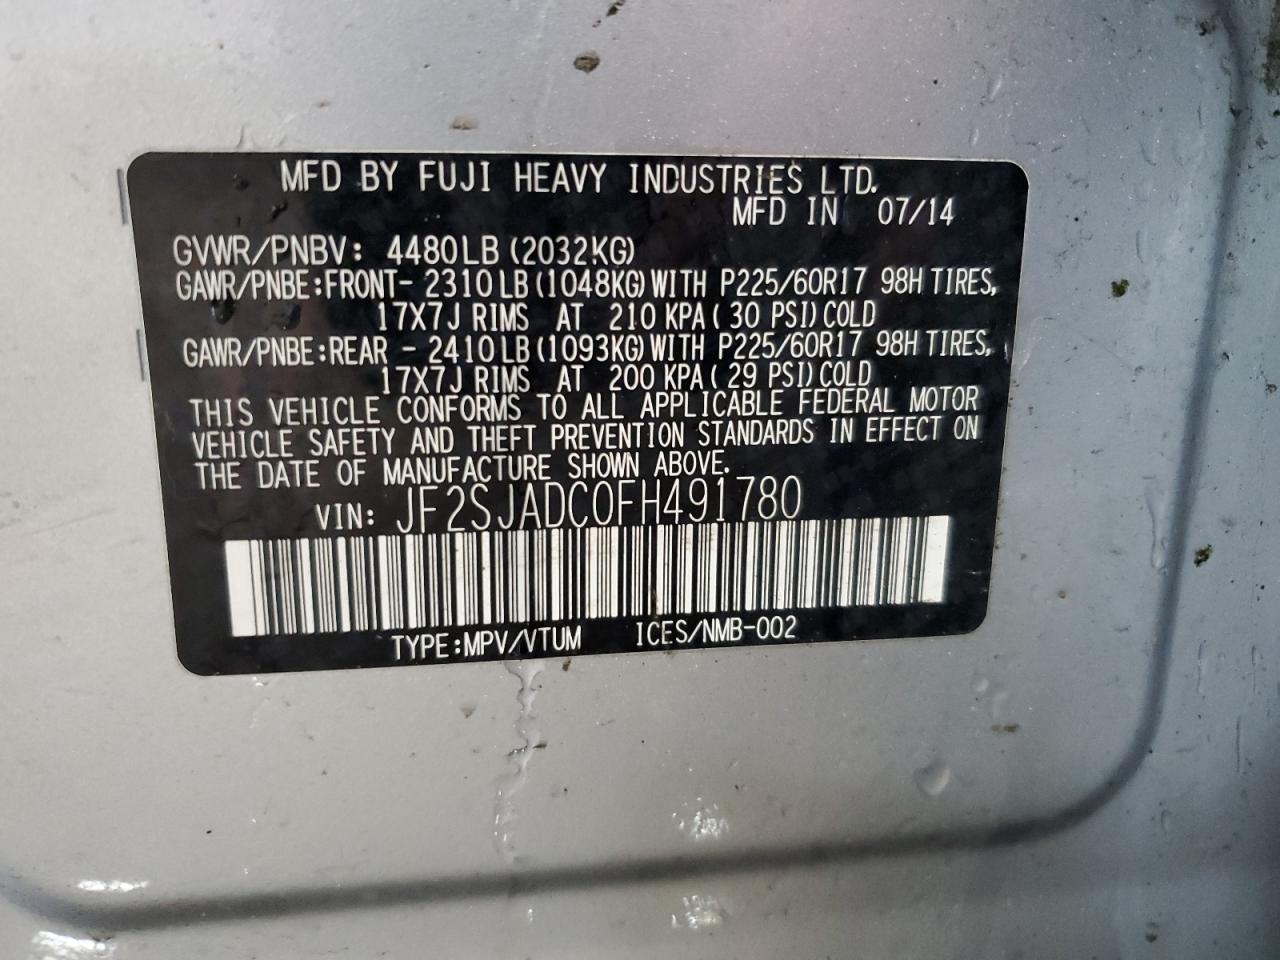 MFD BY FUJI HEAVY INDUSTRIES LTD.
MFD IN 07/14
GVWR/PNBV: 4480LB (2032KG)
GAWR/PNBE:FRONT- 2310 LB (1048KG) WITH P225/60R17 98H TIRES,
17X7J RIMS AT 210 KPA ( 30 PSI) COLD
GAWR/PNBE:REAR - 2410 LB (1093KG) WITH P225/60R17 98H TIRES,
17X7J RIMS AT 200 KPA ( 29 PSI) COLD
THIS VEHICLE CONFORMS TO ALL APPLICABLE FEDERAL MOTOR
VEHICLE SAFETY AND THEFT PREVENTION STANDARDS IN EFFECT ON
THE DATE OF MANUFACTURE SHOWN ABOVE.
VIN: JF2SJADC0FH491780
TYPE:MPV/VTUM ICES/NMB-002